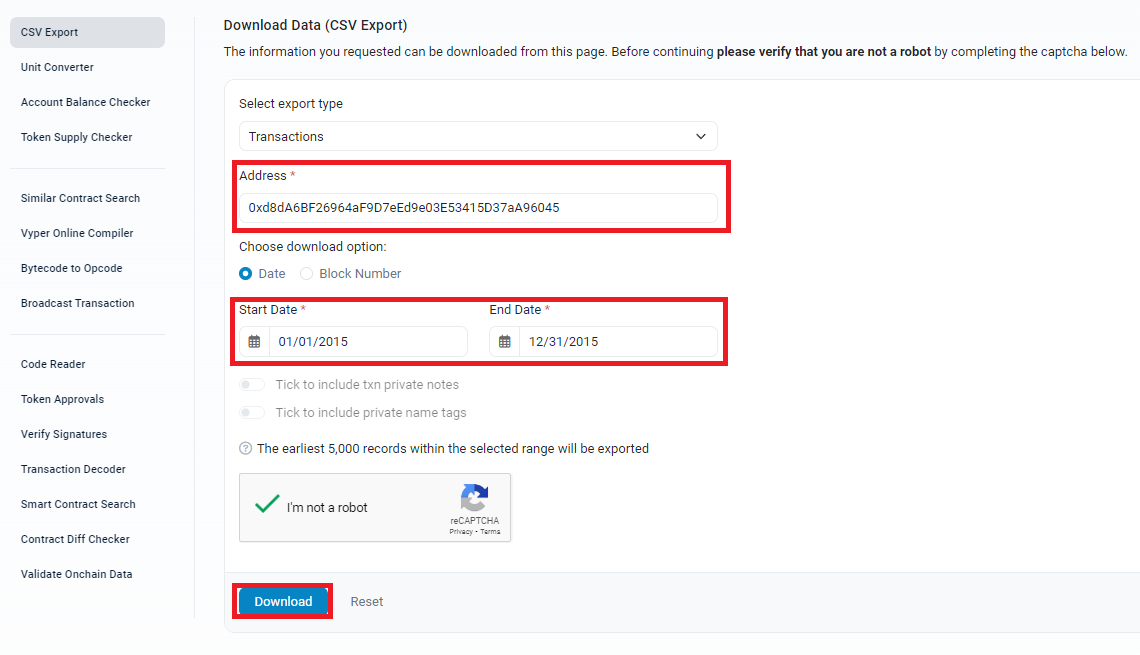 CSV Export
Unit Converter
Account Balance Checker
Token Supply Checker
Similar Contract Search
Vyper Online Compiler
Bytecode to Opcode
Broadcast Transaction
Code Reader
Token Approvals
Verify Signatures
Transaction Decoder
Smart Contract Search
Contract Diff Checker
Validate Onchain Data
Download Data (CSV Export)
The information you requested can be downloaded from this page. Before continuing please verify that you are not a robot by completing the captcha below.
Select export type
Transactions
Address *
0xd8dA6BF26964aF9D7eEd9e03E53415D37aA96045
Choose download option:
Date Block Number
Start Date * End Date *
01/01/2015 12/31/2015
Tick to include txn private notes
Tick to include private name tags
The earliest 5,000 records within the selected range will be exported
I'm not a robot
reCAPTCHA
Privacy - Terms
Download Reset